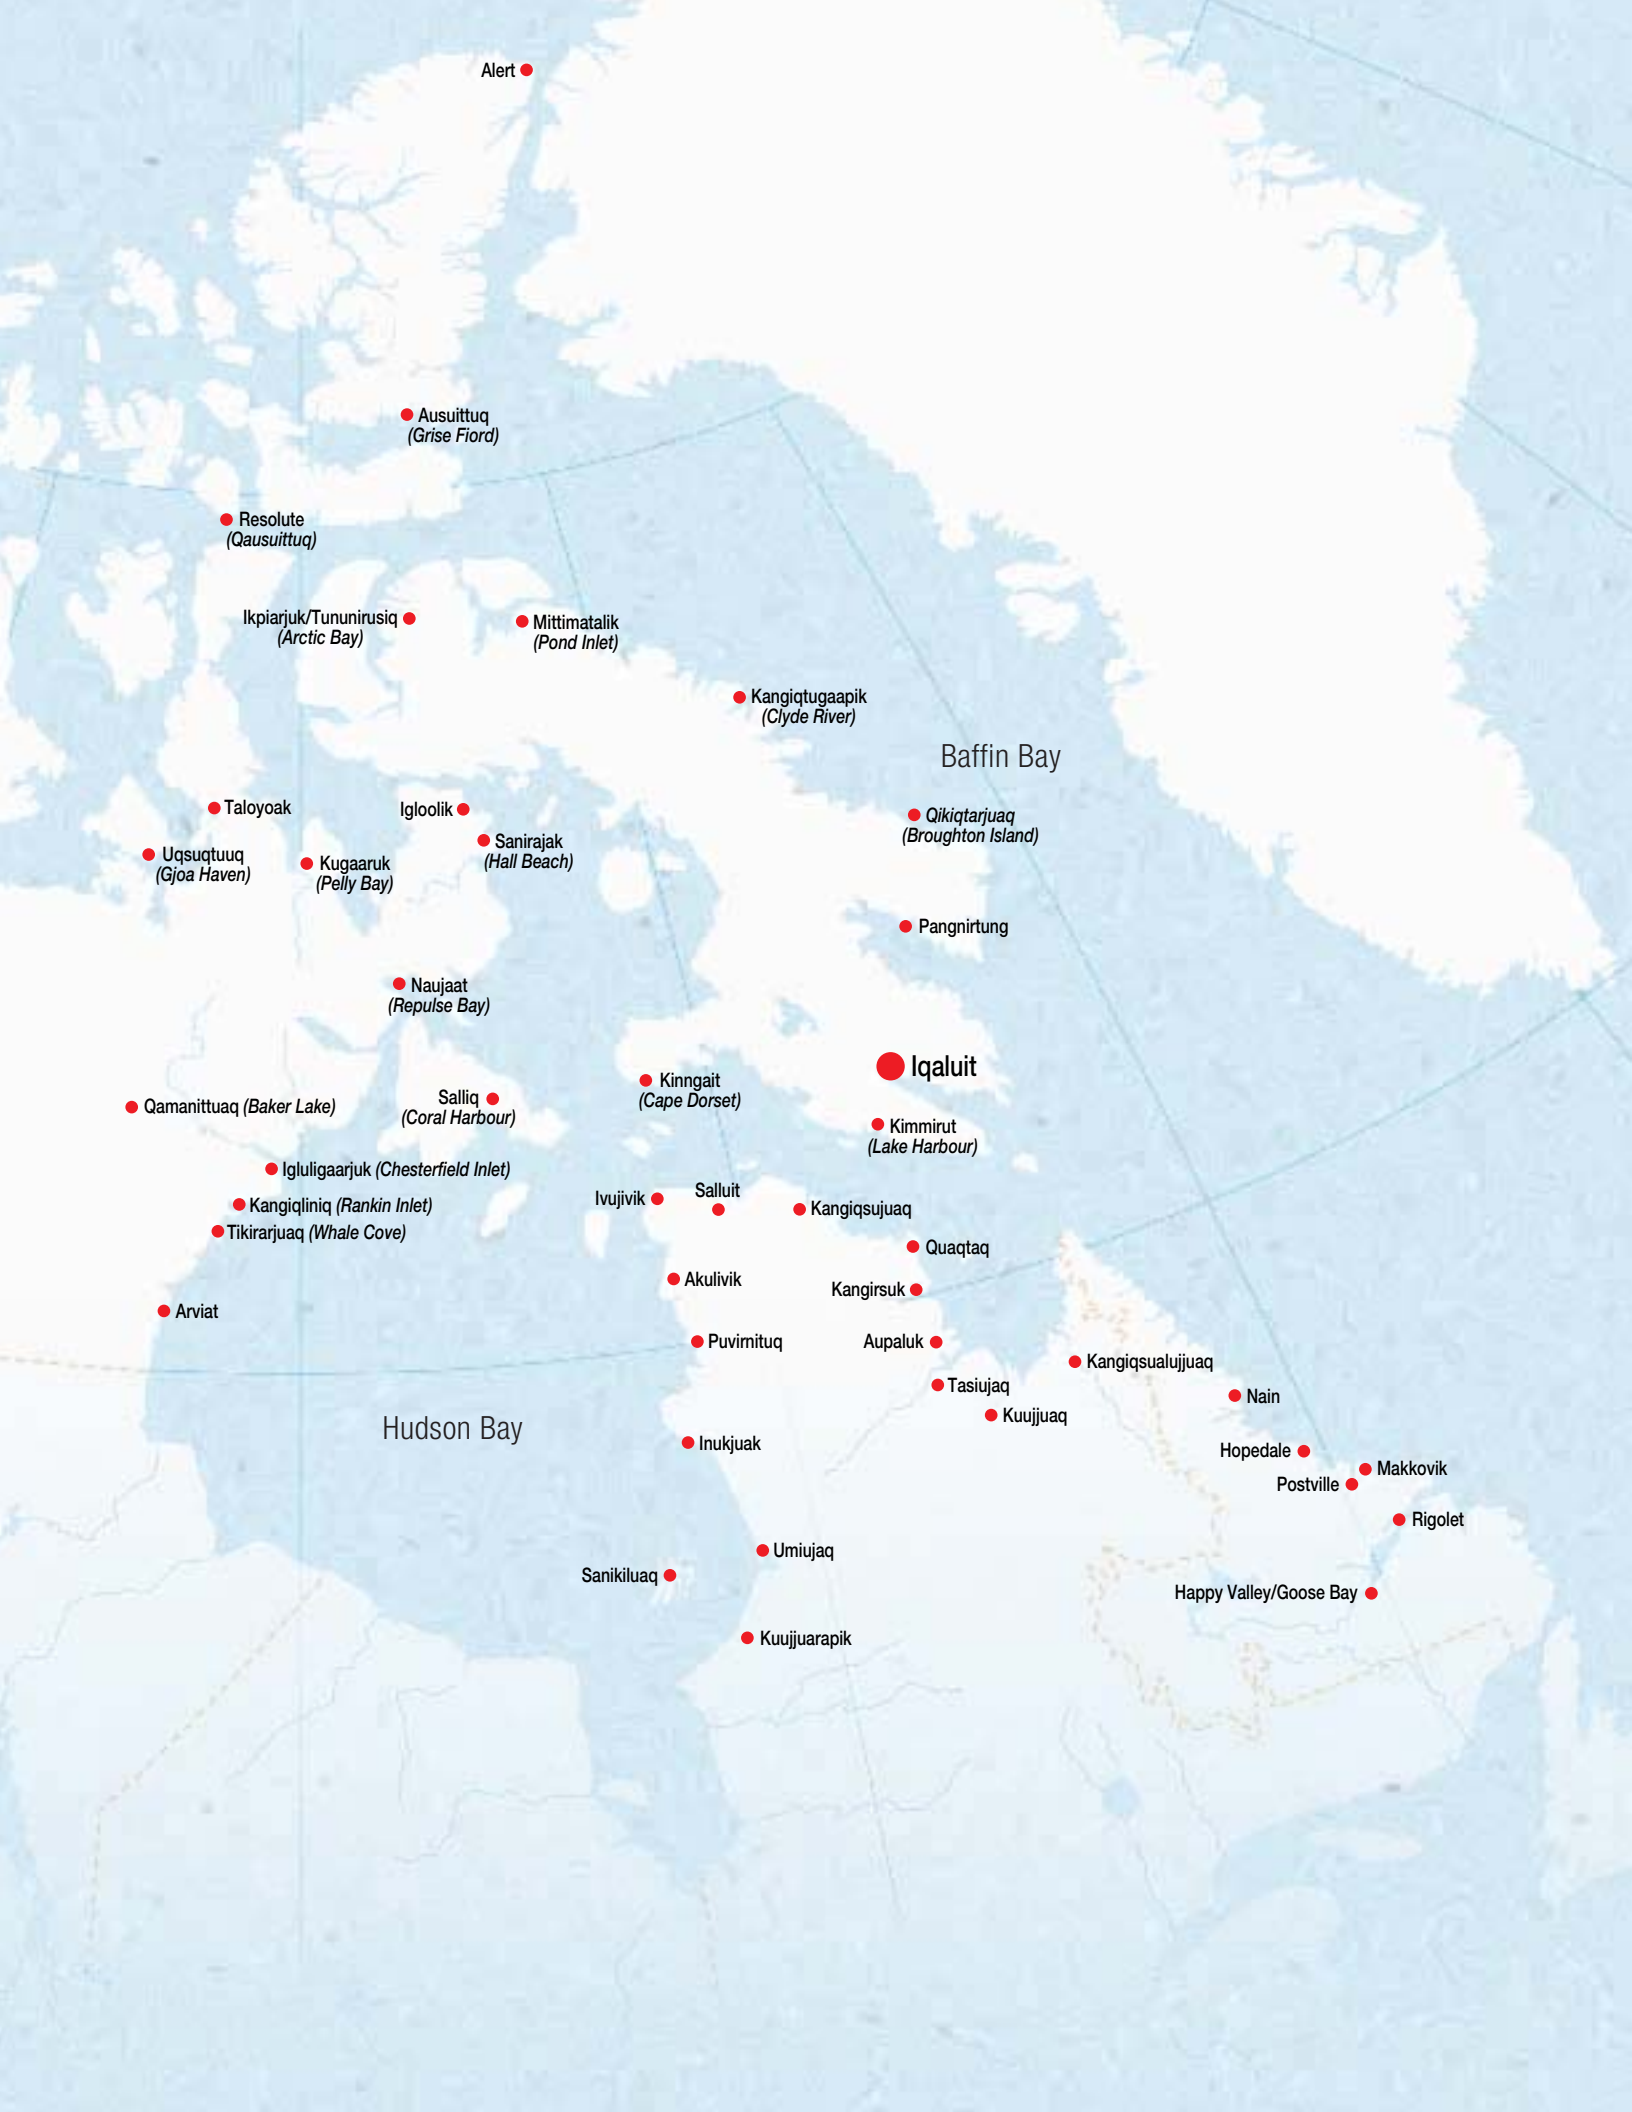 Alert
Ausuittuq
(Grise Fiord)
Resolute
(Qausuittuq)
Ikpiarjuk/Tununirusiq
(Arctic Bay)
Mittimatalik
(Pond Inlet)
Kangiqtugaapik
(Clyde River)
Baffin Bay
Taloyoak
Igloolik
Qikiqtarjuaq
(Broughton Island)
Sanirajak
(Hall Beach)
Uqsuqtuuq
(Gjoa Haven)
Kugaaruk
(Pelly Bay)
Pangnirtung
Naujaat
(Repulse Bay)
Iqaluit
Kinngait
(Cape Dorset)
Salliq
(Coral Harbour)
Qamanittuaq (Baker Lake)
Kimmirut
(Lake Harbour)
Igluligaarjuk (Chesterfield Inlet)
Ivujivik
Salluit
Kangiqliniq (Rankin Inlet)
Kangiqsujuaq
Tikirarjuaq (Whale Cove)
Quaqtaq
Akulivik
Kangirsuk
Arviat
Puvirnituq
Aupaluk
Kangiqsualujjuaq
Tasiujaq
Nain
Kuujjuaq
Hudson Bay
Inukjuak
Hopedale
Makkovik
Postville
Rigolet
Umiujaq
Sanikiluaq
Happy Valley/Goose Bay
Kuujjuarapik